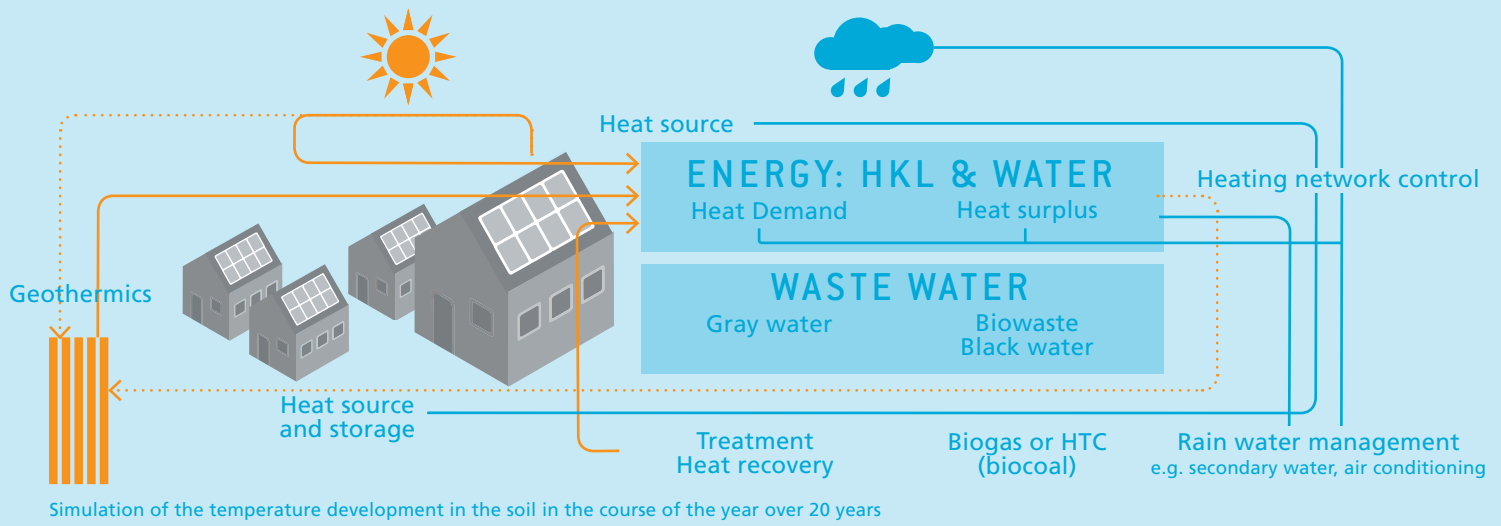 Heat source
ENERGY: HKL & WATER
Heat Demand
Heat surplus
Heating network control
Geothermics
WASTE WATER
Gray water
Biowaste
Black water
Heat source
and storage
Treatment
Heat recovery
Biogas or HTC
(biocoal)
Rain water management
e.g. secondary water, air conditioning
Simulation of the temperature development in the soil in the course of the year over 20 years